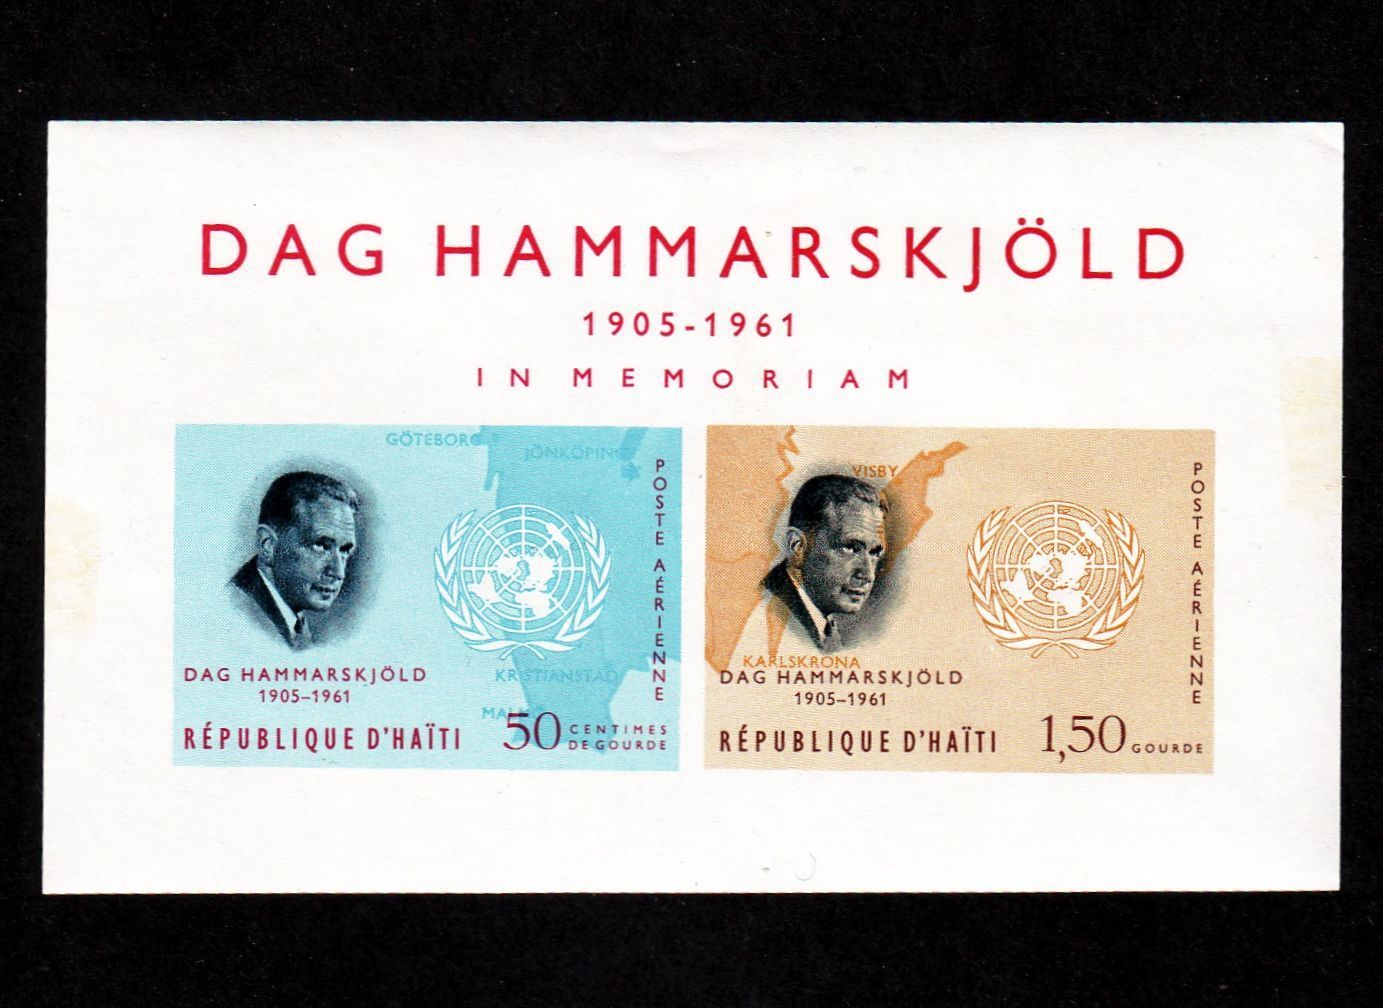 DAG HAMMARSKJÖLD
1905-1961
IN MEMORIAM
GÖTEBORG
JÖNKÖPING
POSTE AÉRIENNE
KRISTIANSTAD
DAG HAMMARSKJÖLD
1905–1961
MALMÖ
RÉPUBLIQUE D'HAÏTI
50 CENTIMES
DE GOURDE
VISBY
POSTE AÉRIENNE
KARLSKRONA
DAG HAMMARSKJÖLD
1905–1961
RÉPUBLIQUE D'HAÏTI
1,50 GOURDE